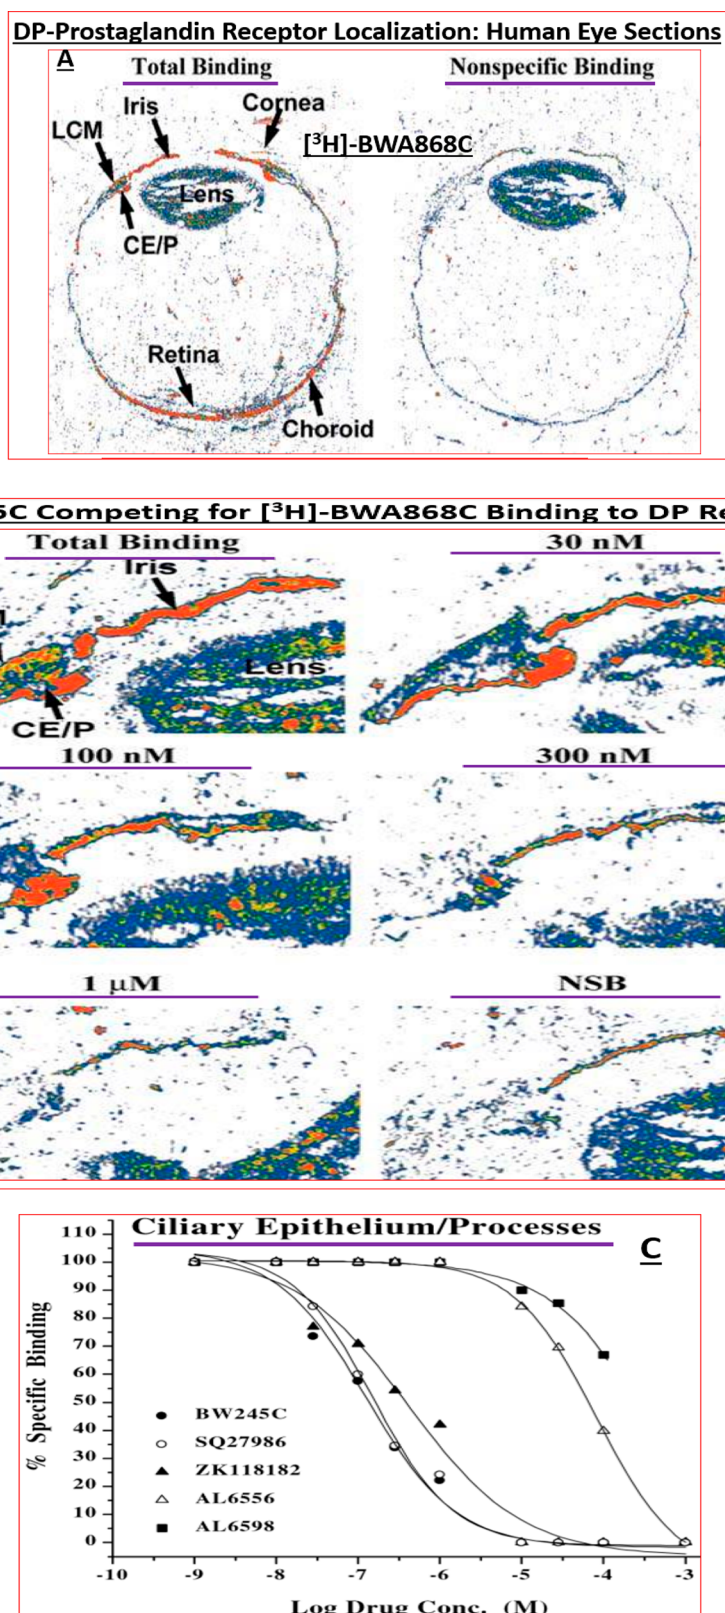 DP-Prostaglandin Receptor Localization: Human Eye Sections
A
Total Binding
Nonspecific Binding
Iris
Cornea
LCM
[³H]-BWA868C
Lens
CE/P
Retina
Choroid
5C Competing for [³H]-BWA868C Binding to DP Re
Total Binding
30 nM
Iris
Lens
CE/P
100 nM
300 nM
1 μM
NSB
Ciliary Epithelium/Processes
C
% Specific Binding
110
100
90
80
70
60
50
40
30
20
10
0
BW245C
SQ27986
ZK118182
AL6556
AL6598
-10 -9 -8 -7 -6 -5 -4 -3
Log Drug Conc. (M)